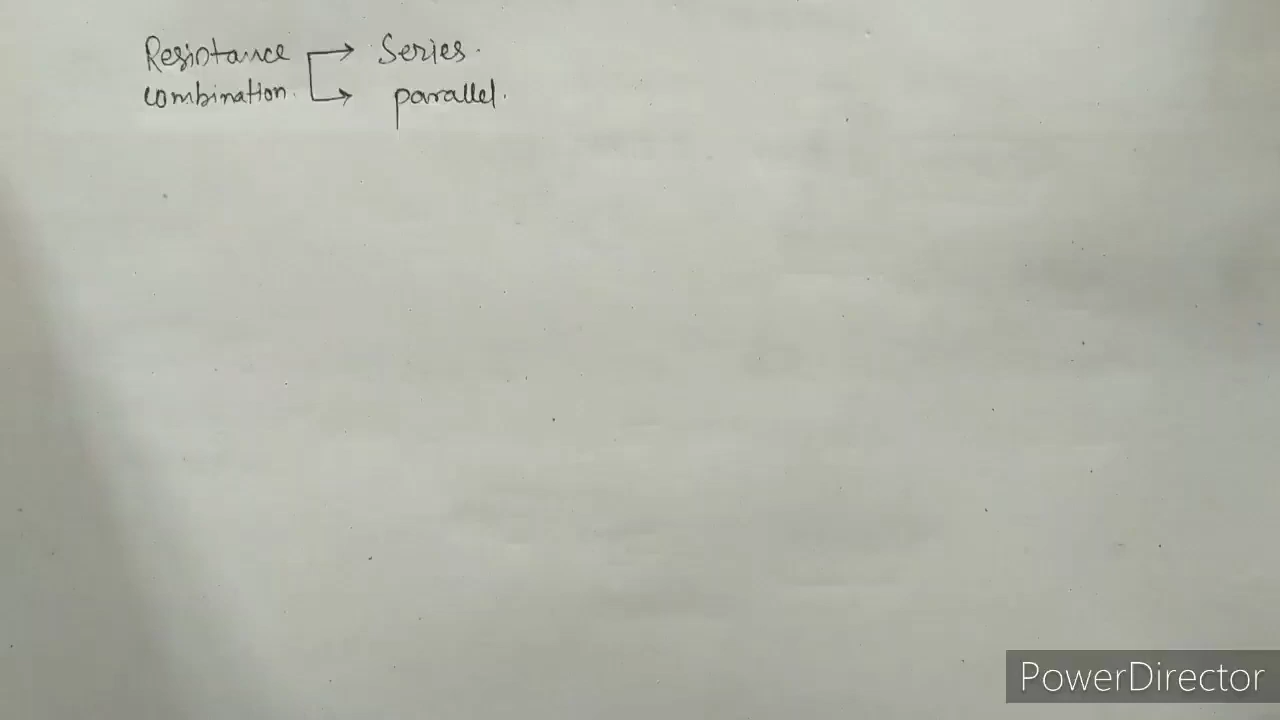 Resistance → Series.
combination. → parallel.
PowerDirector